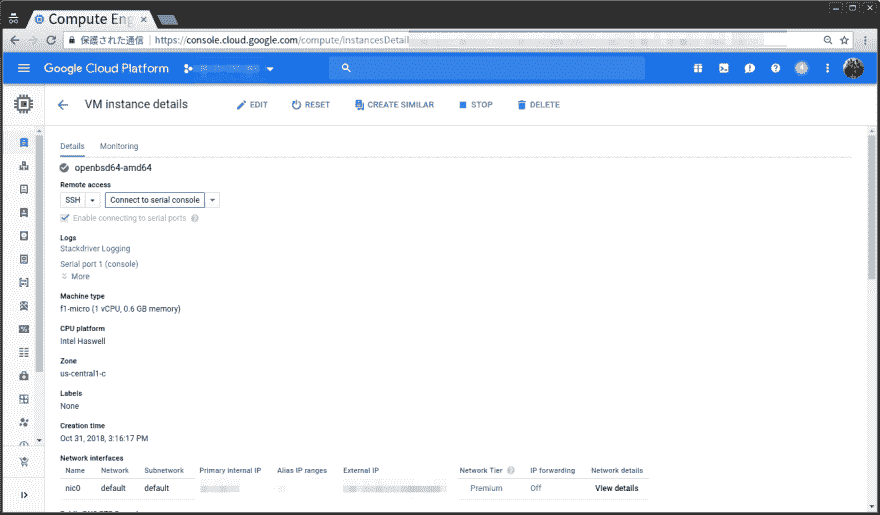 Compute Eng
保護された通信 | https://console.cloud.google.com/compute/instancesDetail
Google Cloud Platform
VM instance details EDIT RESET CREATE SIMILAR STOP DELETE
Details Monitoring
openbsd64-amd64
Remote access
SSH Connect to serial console
Enable connecting to serial ports
Logs
Stackdriver Logging
Serial port 1 (console)
More
Machine type
f1-micro (1 vCPU, 0.6 GB memory)
CPU platform
Intel Haswell
Zone
us-central1-c
Labels
None
Creation time
Oct 31, 2018, 3:16:17 PM
Network interfaces
Name Network Subnetwork Primary internal IP Alias IP ranges External IP Network Tier IP forwarding Network details
nic0 default default Premium Off View details